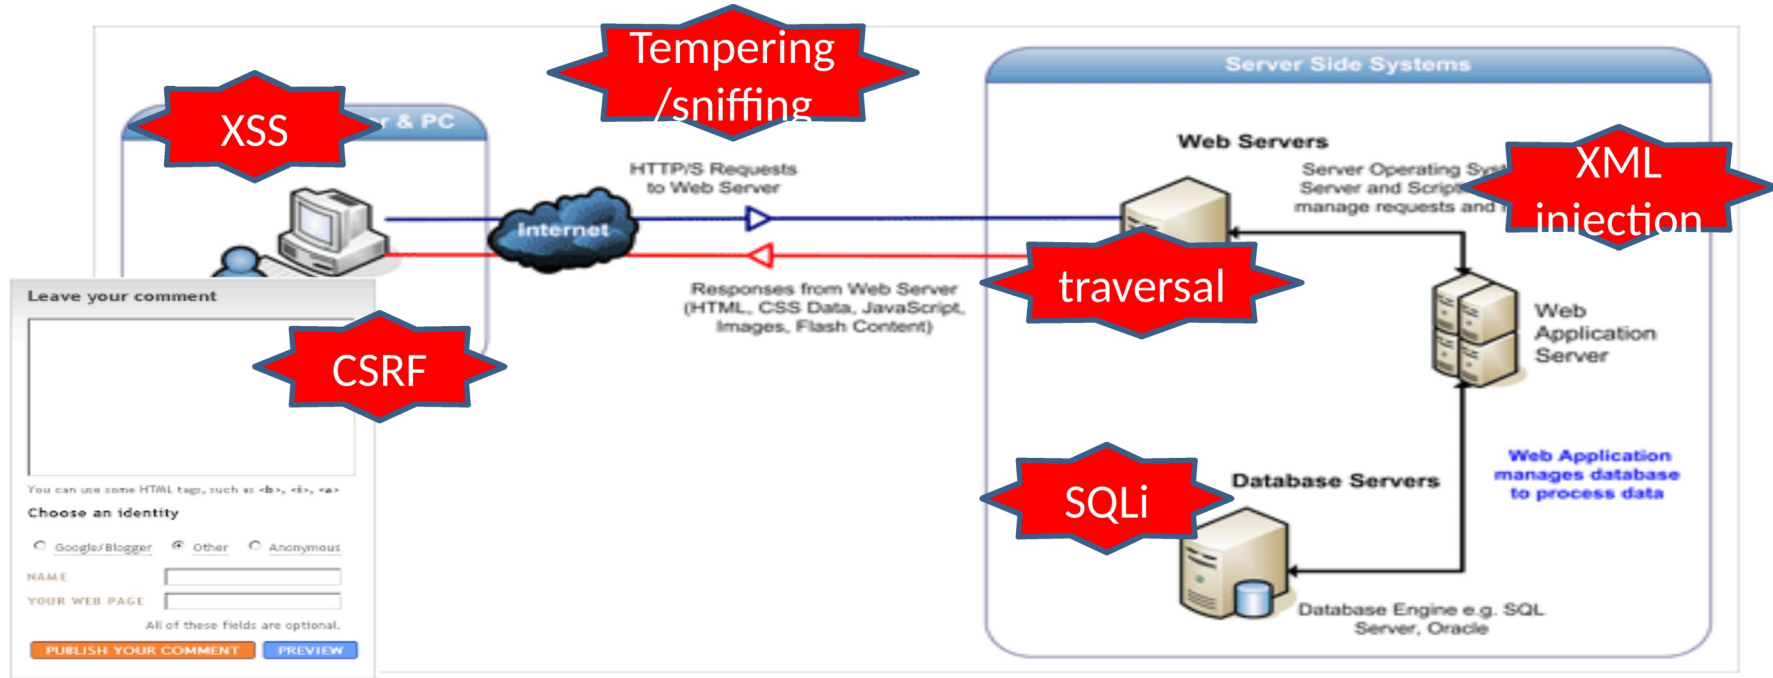 Tempering
/sniffing
Server Side Systems
XSS
r & PC
Web Servers
HTTP/S Requests
to Web Server
Server Operating
Server and
manage requests and
XML
injection
Internet
traversal
Responses from Web Server
(HTML, CSS Data, JavaScript,
Images, Flash Content)
Web
Application
Server
Leave your comment
CSRF
You can use some HTML tags, such as <b>, <i>, <a>
Choose an identity
Google/Blogger Other Anonymous
NAME
YOUR WEB PAGE
All of these fields are optional.
PUBLISH YOUR COMMENT PREVIEW
SQLi
Database Servers
Web Application
manages database
to process data
Database Engine e.g. SQL
Server, Oracle